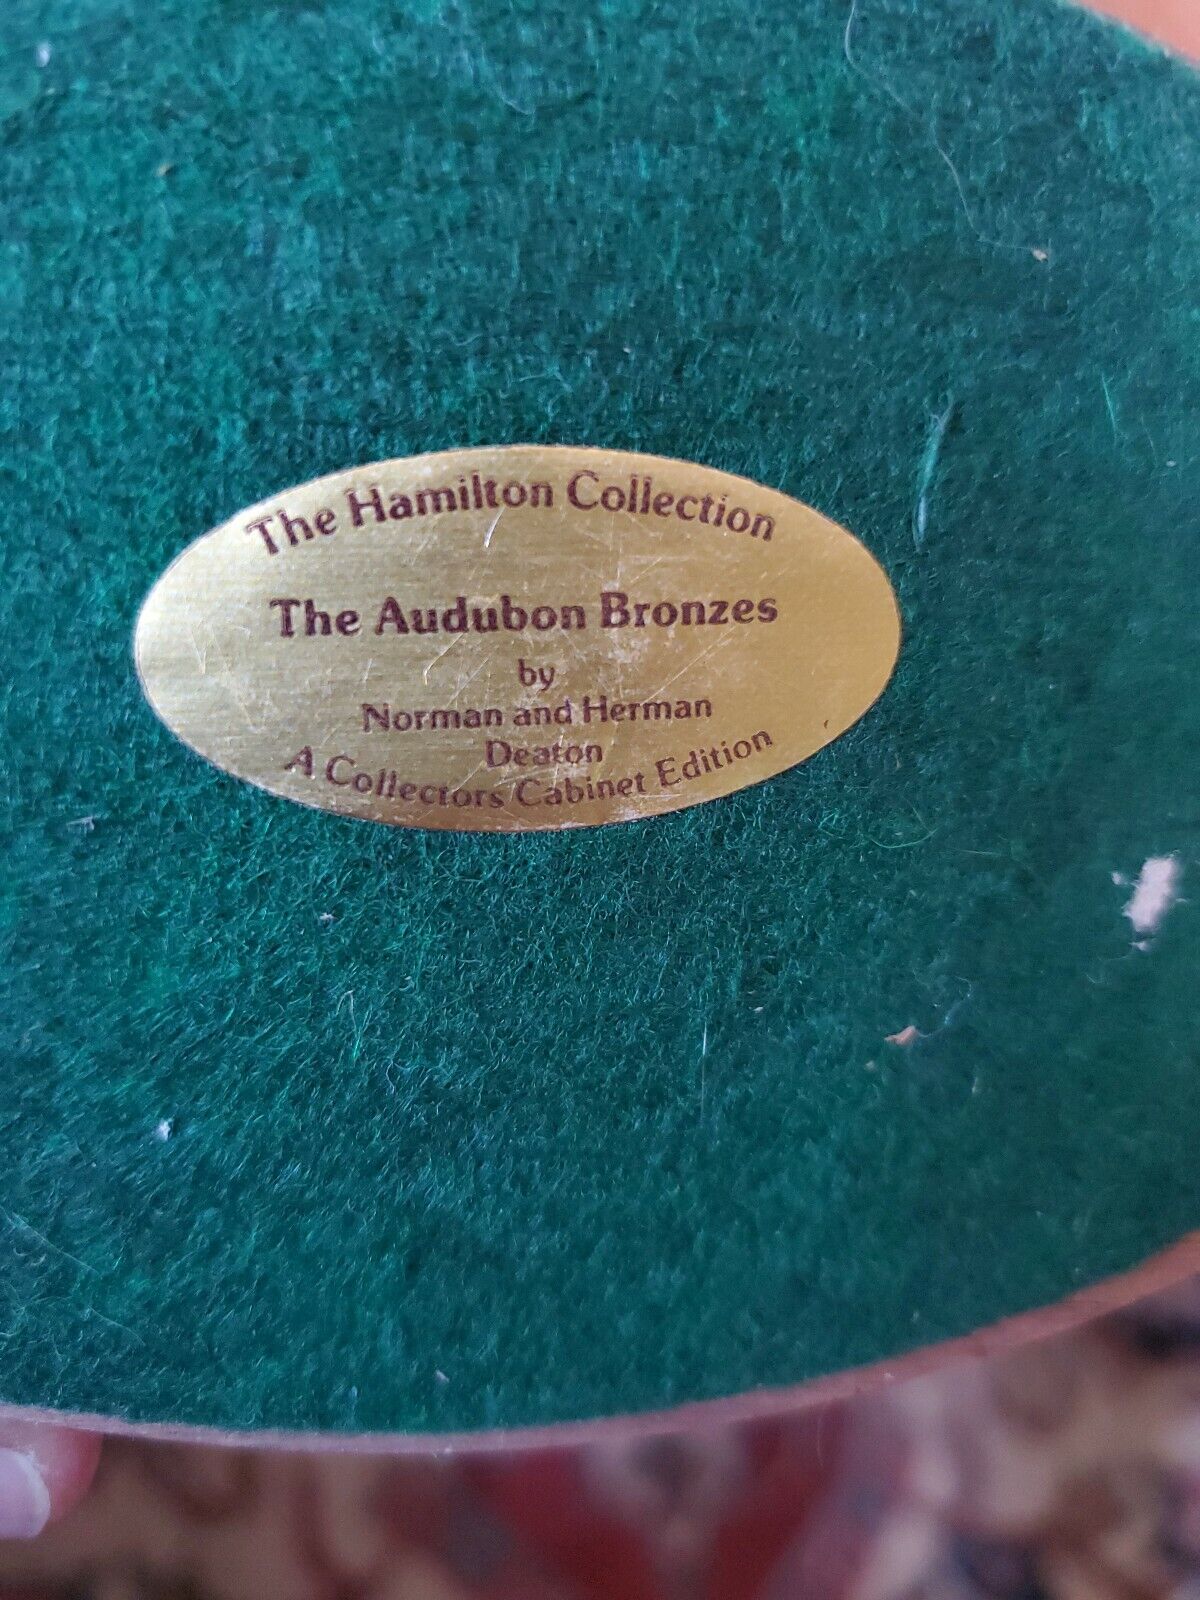 The Hamilton Collection
The Audubon Bronzes
by
Norman and Herman
Deaton
A Collectors Cabinet Edition